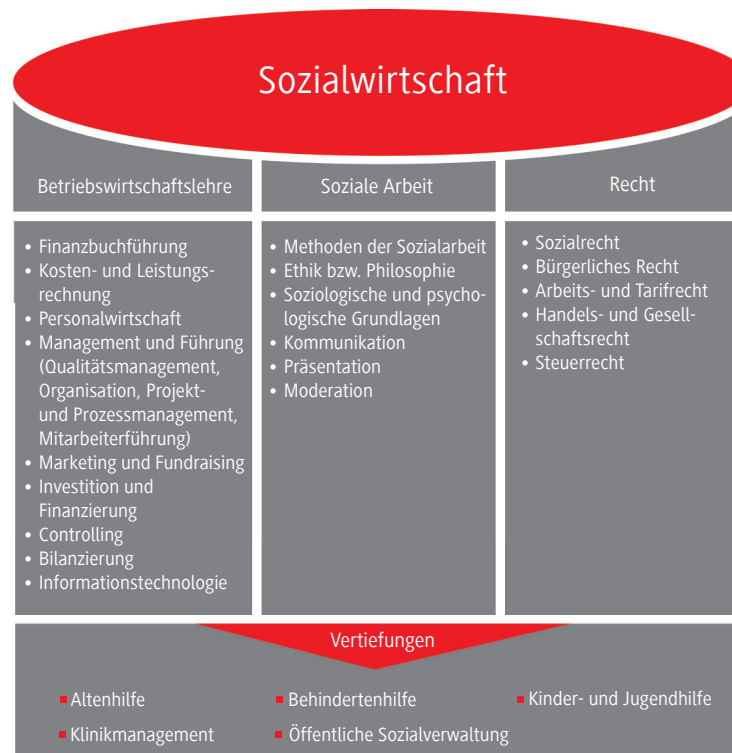 Sozialwirtschaft
Betriebswirtschaftslehre
• Finanzbuchführung
• Kosten- und Leistungs-
rechnung
• Personalwirtschaft
• Management und Führung
(Qualitätsmanagement,
Organisation, Projekt-
und Prozessmanagement,
Mitarbeiterführung)
• Marketing und Fundraising
• Investition und
Finanzierung
• Controlling
• Bilanzierung
• Informationstechnologie
Soziale Arbeit
• Methoden der Sozialarbeit
• Ethik bzw. Philosophie
• Soziologische und psycho-
logische Grundlagen
• Kommunikation
• Präsentation
• Moderation
Recht
• Sozialrecht
• Bürgerliches Recht
• Arbeits- und Tarifrecht
• Handels- und Gesell-
schaftsrecht
• Steuerrecht
Vertiefungen
▪ Altenhilfe
▪ Behindertenhilfe
▪ Kinder- und Jugendhilfe
▪ Klinikmanagement
▪ Öffentliche Sozialverwaltung